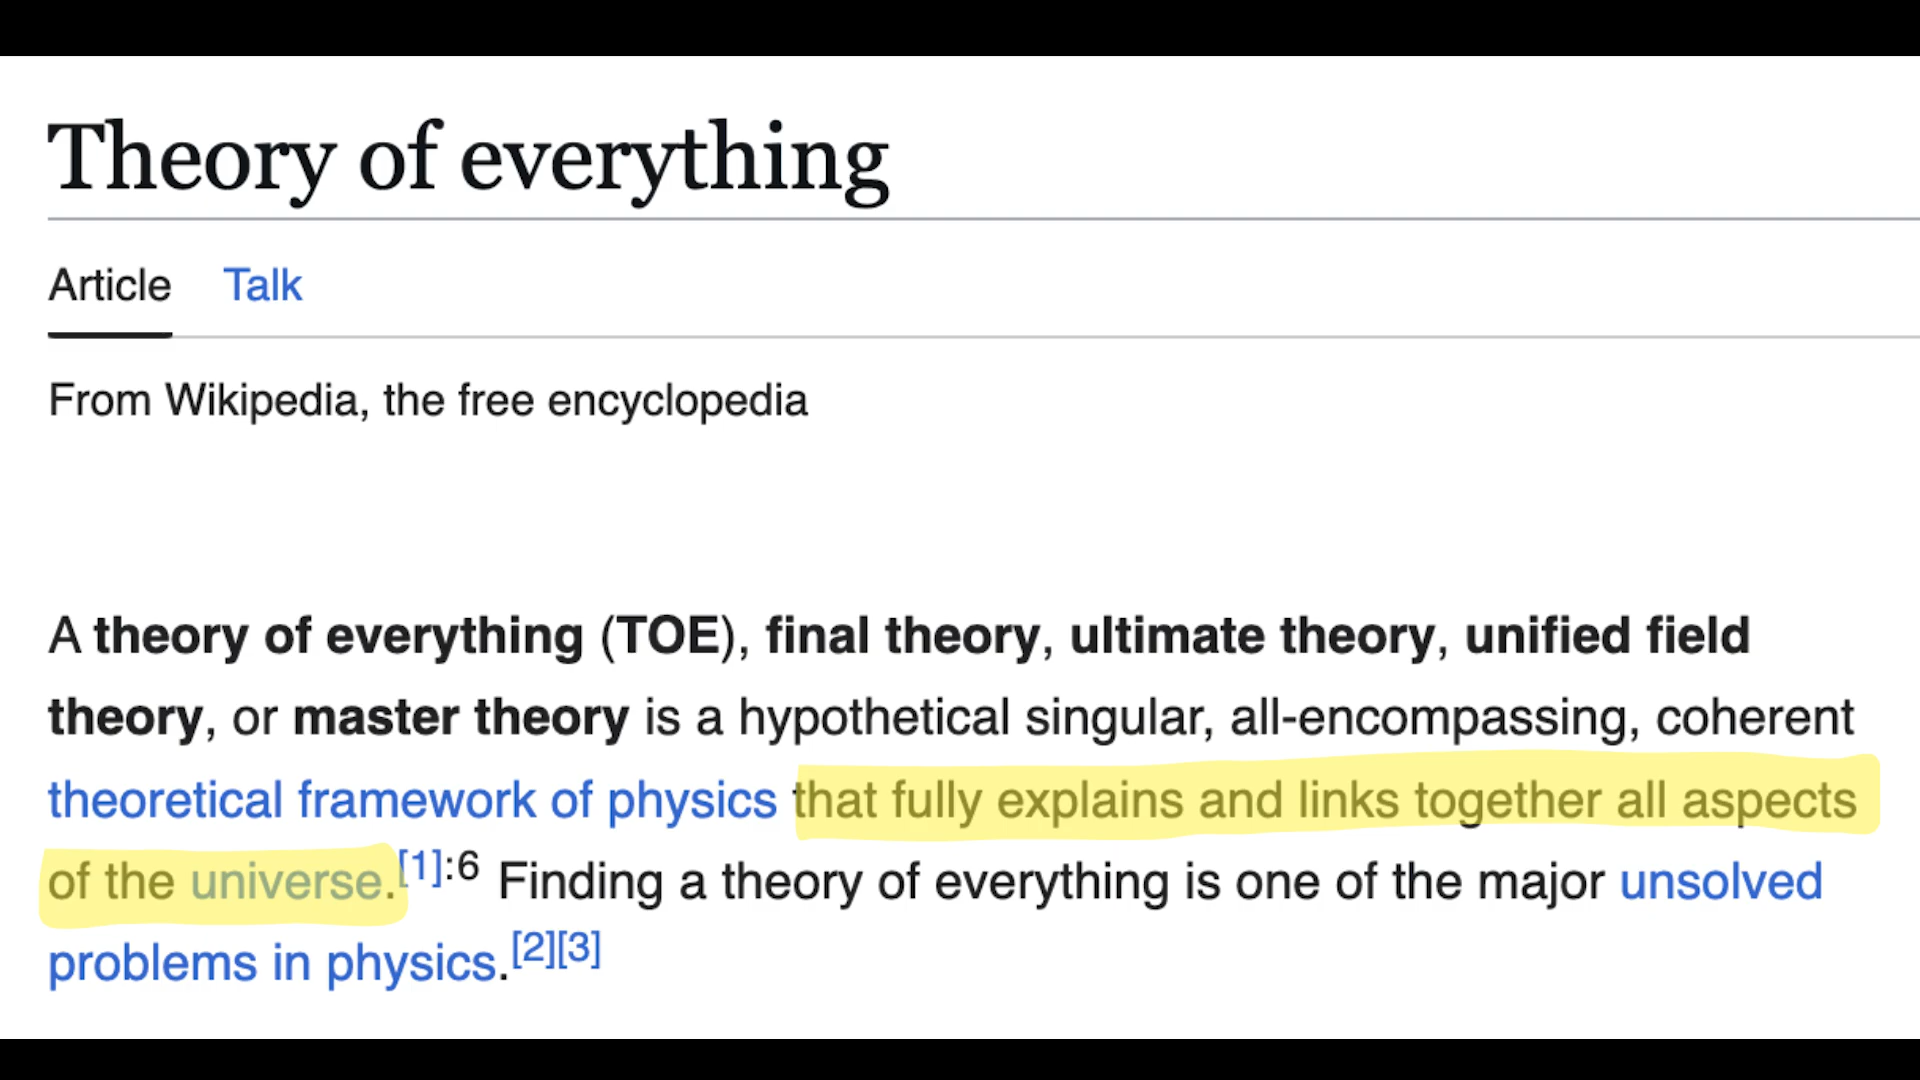 Theory of everything
Article Talk
From Wikipedia, the free encyclopedia
A theory of everything (TOE), final theory, ultimate theory, unified field
theory, or master theory is a hypothetical singular, all-encompassing, coherent
theoretical framework of physics that fully explains and links together all aspects
of the universe.[1]:6 Finding a theory of everything is one of the major unsolved
problems in physics.[2][3]